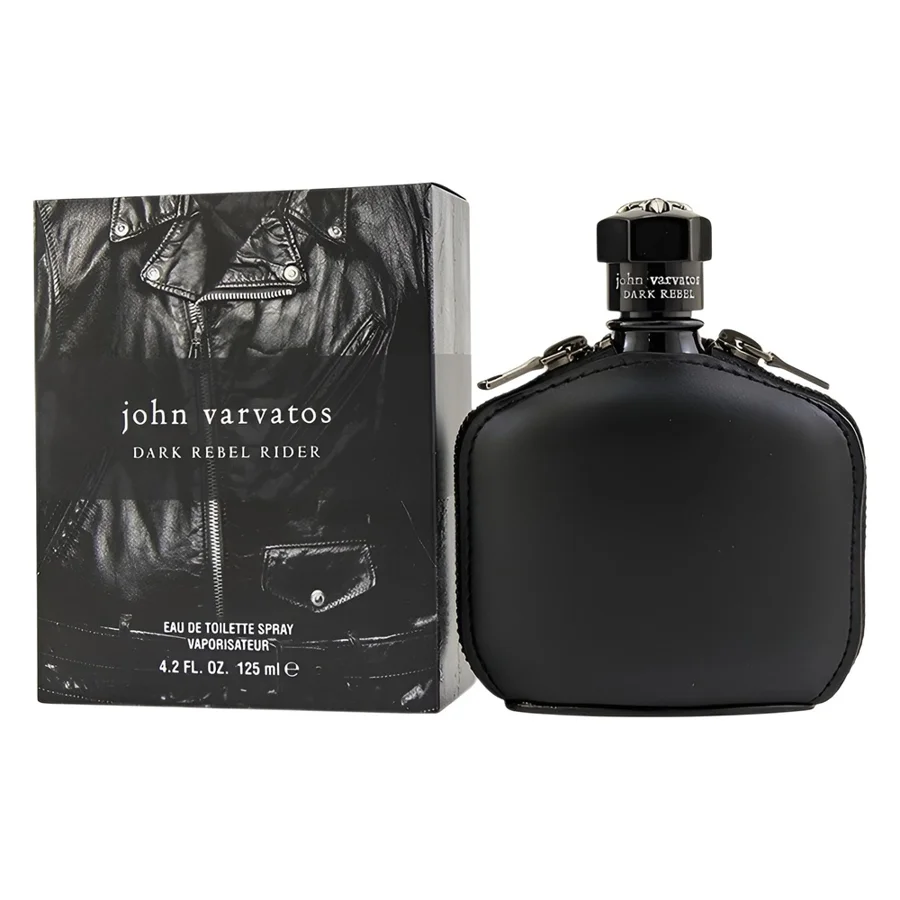 john varvatos
DARK REBEL RIDER
EAU DE TOILETTE SPRAY
VAPORISATEUR
4.2 FL. OZ. 125 ml ℮
john varvatos
DARK REBEL